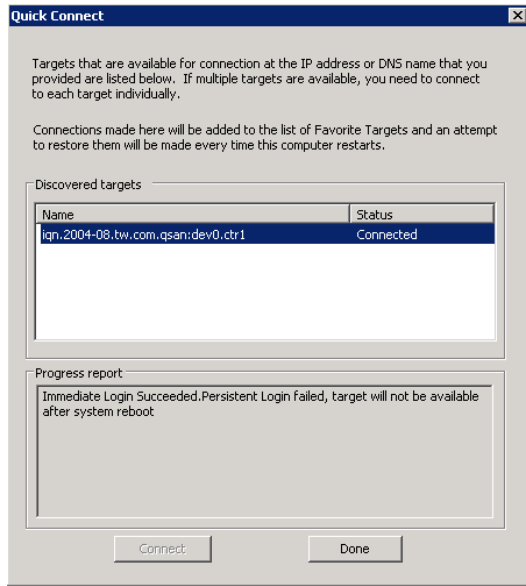 Quick Connect
Targets that are available for connection at the IP address or DNS name that you
provided are listed below.  If multiple targets are available, you need to connect
to each target individually.
Connections made here will be added to the list of Favorite Targets and an attempt
to restore them will be made every time this computer restarts.
Discovered targets
Name Status
iqn.2004-08.tw.com.qsan:dev0.ctr1 Connected
Progress report
Immediate Login Succeeded.Persistent Login failed, target will not be available
after system reboot
Connect Done